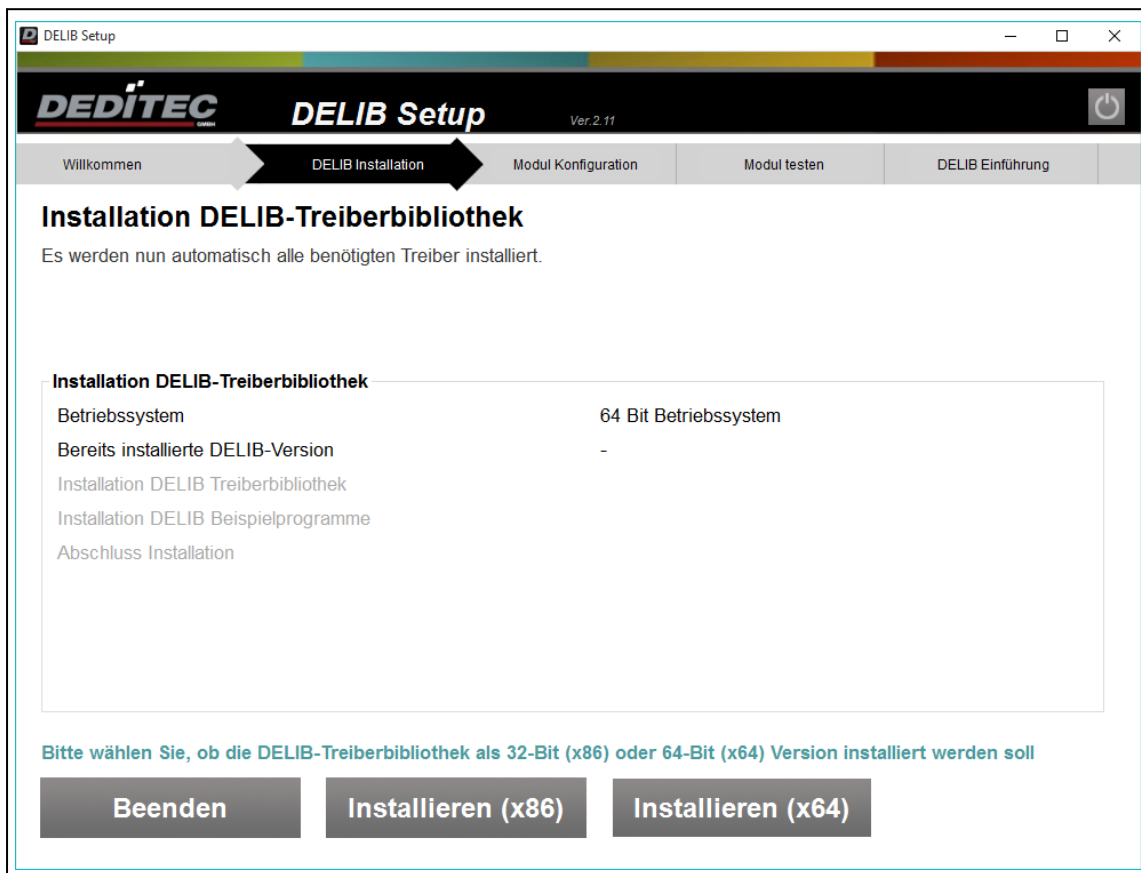 DELIB Setup
DEDITEC
GMBH
DELIB Setup Ver.2.11
Willkommen DELIB Installation Modul Konfiguration Modul testen DELIB Einführung
Installation DELIB-Treiberbibliothek
Es werden nun automatisch alle benötigten Treiber installiert.
Installation DELIB-Treiberbibliothek
Betriebssystem 64 Bit Betriebssystem
Bereits installierte DELIB-Version -
Installation DELIB Treiberbibliothek
Installation DELIB Beispielprogramme
Abschluss Installation
Bitte wählen Sie, ob die DELIB-Treiberbibliothek als 32-Bit (x86) oder 64-Bit (x64) Version installiert werden soll
Beenden Installieren (x86) Installieren (x64)